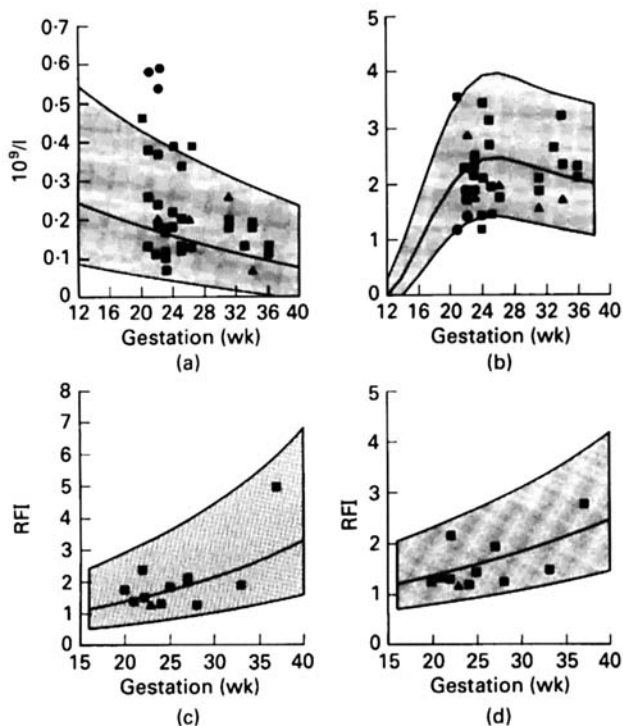 0·7
0·6
0·5
0·4
0·3
0·2
0·1
0
10⁹/l
12 16 20 24 28 32 36 40
Gestation (wk)
(a)
5
4
3
2
1
0
12 16 20 24 28 32 36 40
Gestation (wk)
(b)
8
7
6
5
4
3
2
1
0
RFI
15 20 25 30 35 40
Gestation (wk)
(c)
5
4
3
2
1
0
RFI
15 20 25 30 35 40
Gestation (wk)
(d)